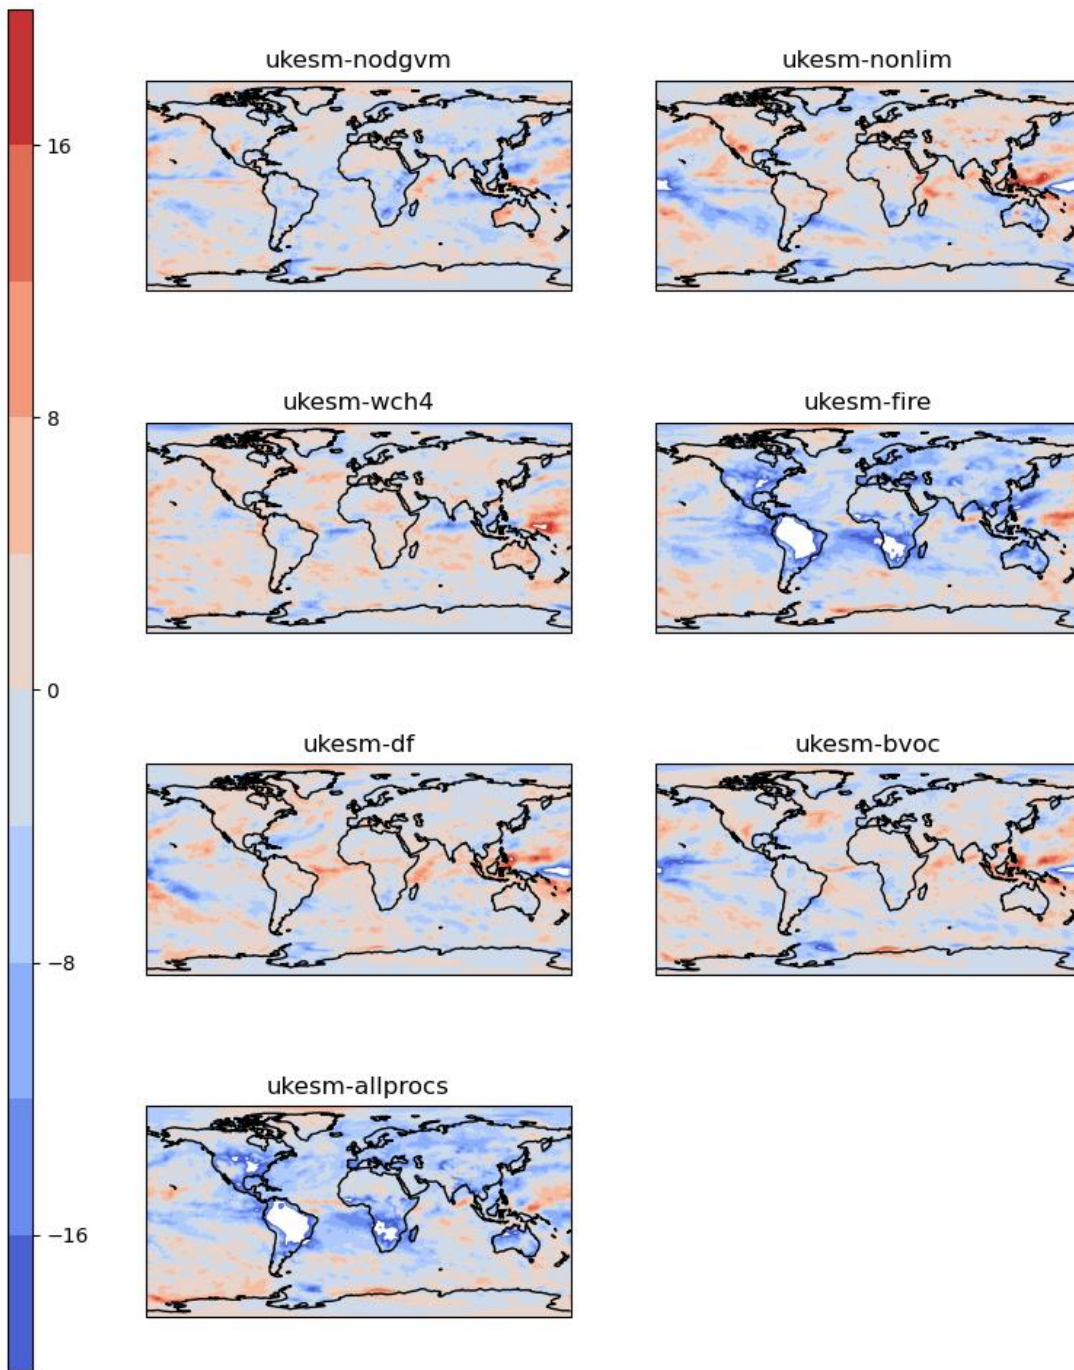 ukesm-nodgvm
ukesm-nonlim
16
ukesm-wch4
ukesm-fire
8
0
ukesm-df
ukesm-bvoc
−8
ukesm-allprocs
−16